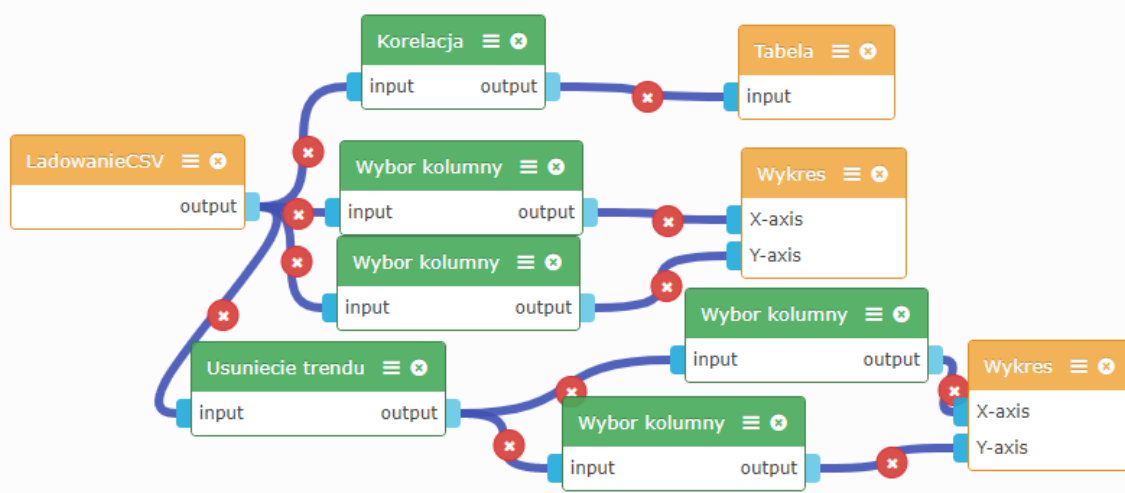 Korelacja
input output
Tabela
input
LadowanieCSV
output
Wybor kolumny
input output
Wykres
X-axis
Y-axis
Wybor kolumny
input output
Wybor kolumny
input output
Usuniecie trendu
input output
Wykres
X-axis
Y-axis
Wybor kolumny
input output